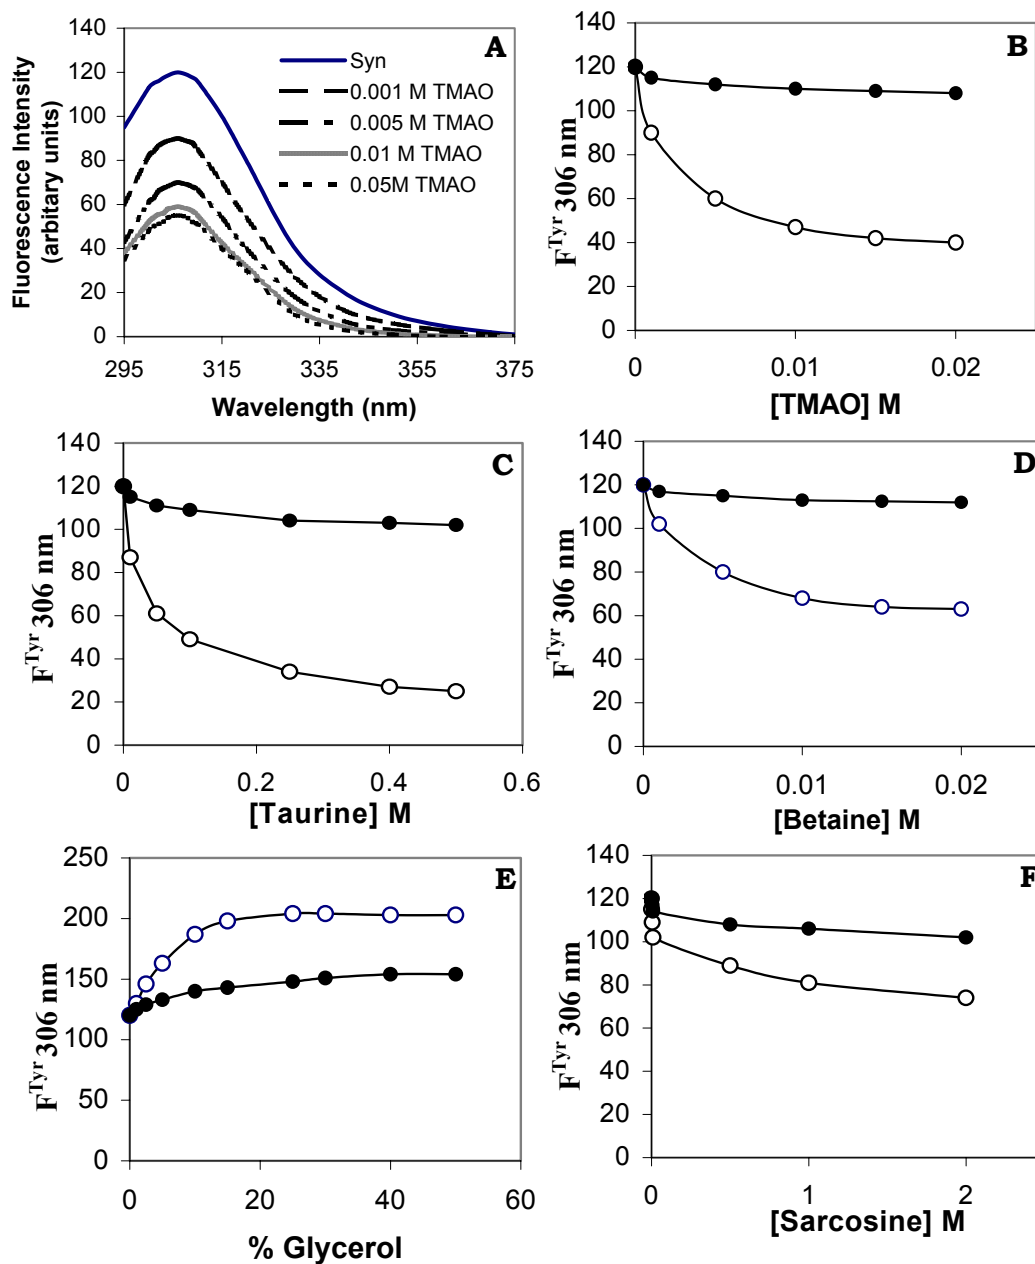 A
140
120
100
80
60
40
20
0
295 315 335 355 375
Fluorescence Intensity
(arbitary units)
Wavelength (nm)
Syn
0.001 M TMAO
0.005 M TMAO
0.01 M TMAO
0.05M TMAO
B
140
120
100
80
60
40
20
0
0 0.01 0.02
F^Tyr 306 nm
[TMAO] M
C
140
120
100
80
60
40
20
0
0 0.2 0.4 0.6
F^Tyr 306 nm
[Taurine] M
D
140
120
100
80
60
40
20
0
0 0.01 0.02
F^Tyr 306 nm
[Betaine] M
E
250
200
150
100
50
0
0 20 40 60
F^Tyr 306 nm
% Glycerol
F
140
120
100
80
60
40
20
0
0 1 2
F^Tyr 306 nm
[Sarcosine] M